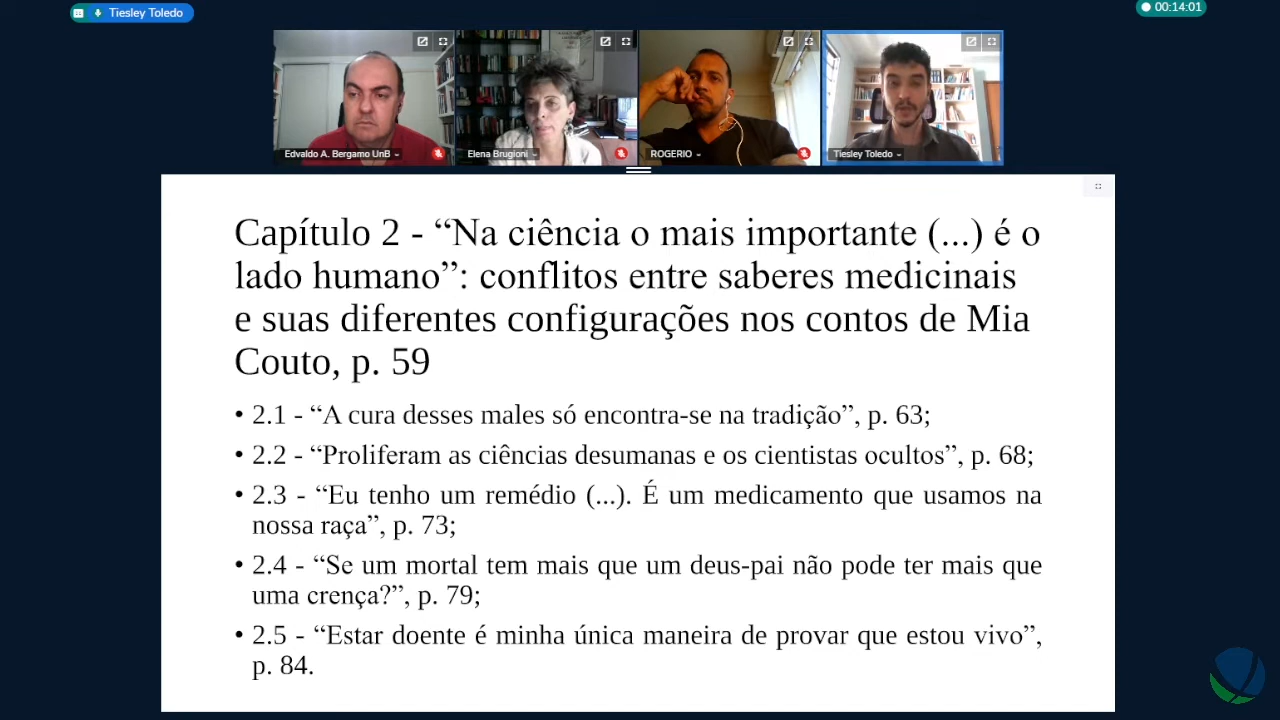 Tiesley Toledo
00:14:01
Edvaldo A. Bergamo UnB
Elena Brugioni
ROGERIO
Tiesley Toledo
Capítulo 2 - “Na ciência o mais importante (...) é o
lado humano”: conflitos entre saberes medicinais
e suas diferentes configurações nos contos de Mia
Couto, p. 59
• 2.1 - “A cura desses males só encontra-se na tradição”, p. 63;
• 2.2 - “Proliferam as ciências desumanas e os cientistas ocultos”, p. 68;
• 2.3 - “Eu tenho um remédio (...). É um medicamento que usamos na
nossa raça”, p. 73;
• 2.4 - “Se um mortal tem mais que um deus-pai não pode ter mais que
uma crença?”, p. 79;
• 2.5 - “Estar doente é minha única maneira de provar que estou vivo”,
p. 84.